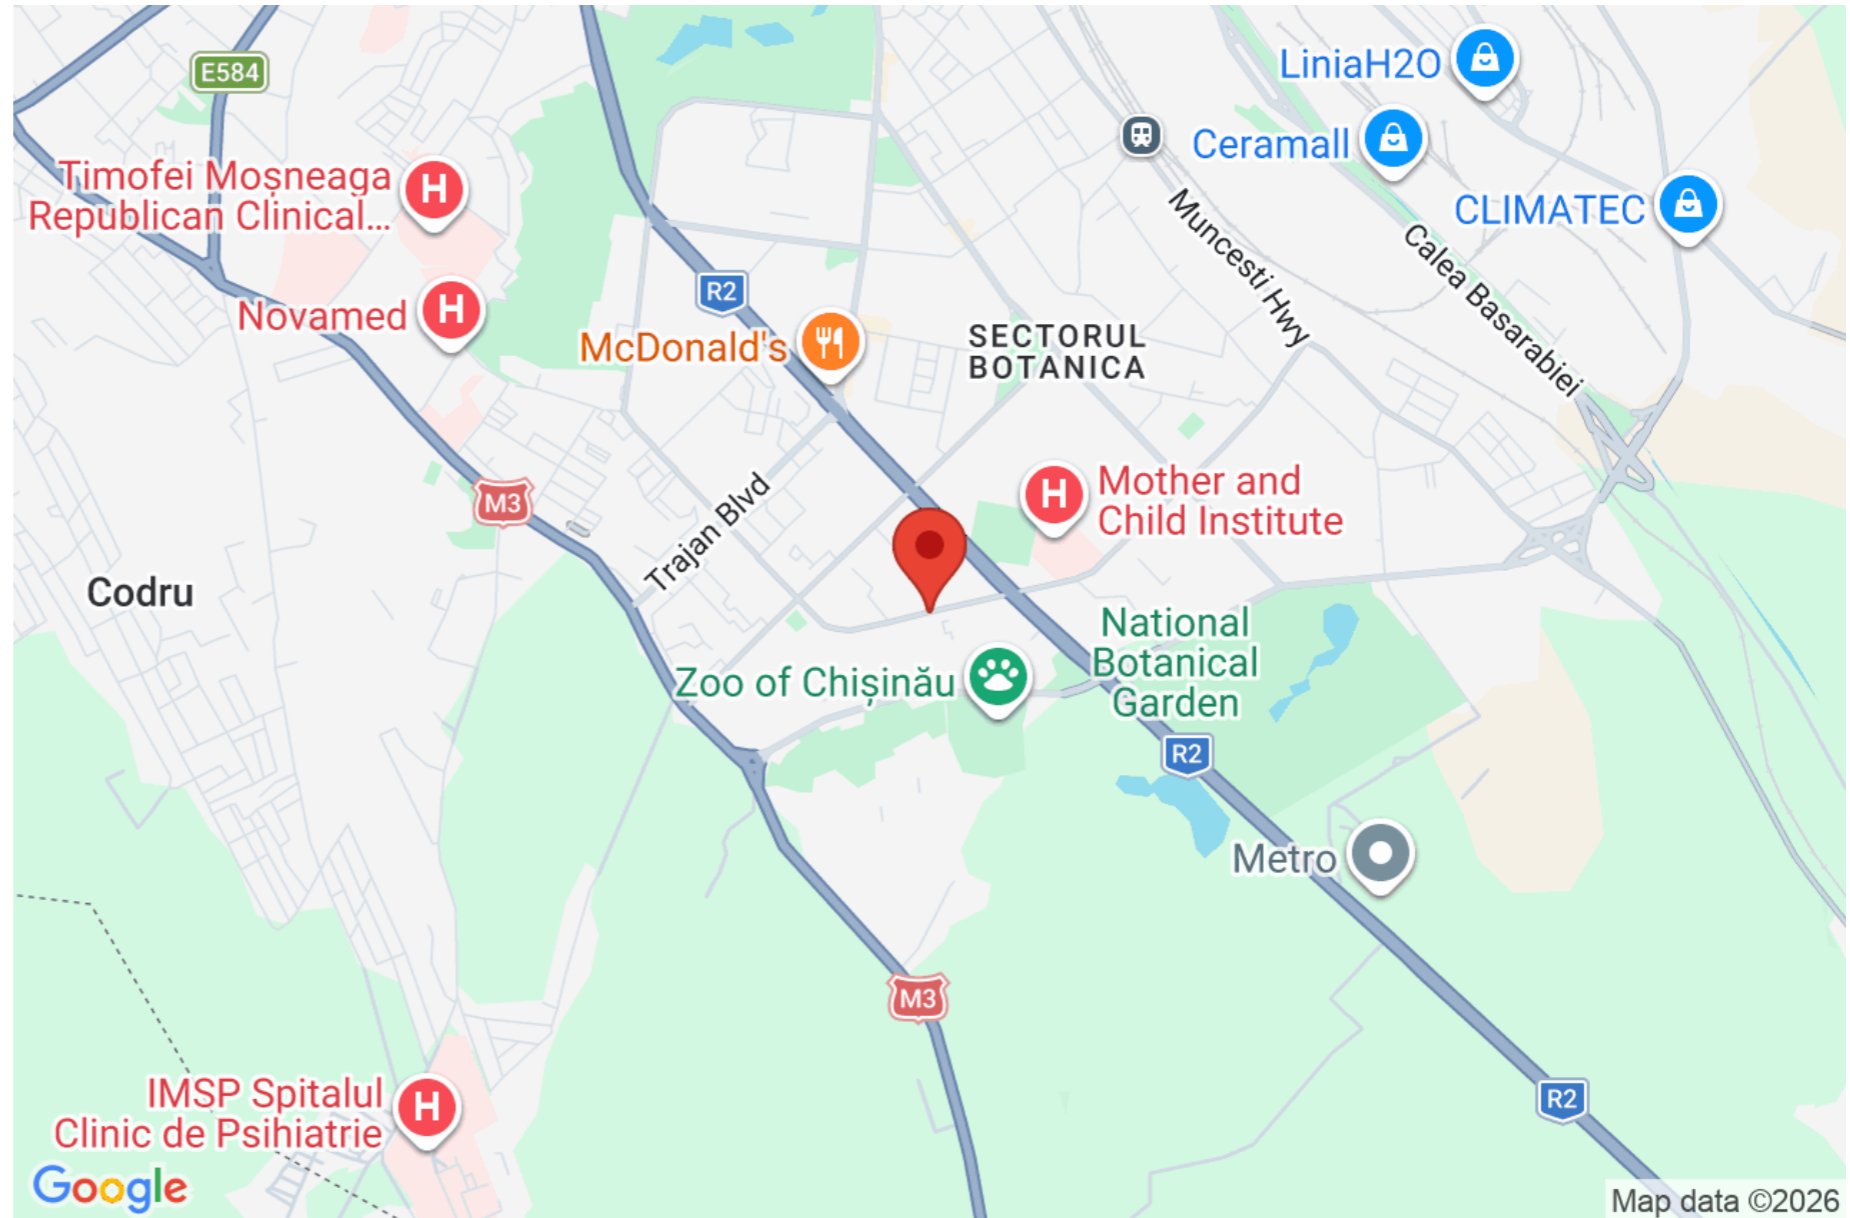 E584
LiniaH2O
Ceramall
Timofei Moșneaga
Republican Clinical...
CLIMATEC
Muncesti Hwy
Calea Basarabiei
R2
Novamed
McDonald's
SECTORUL
BOTANICA
M3
Trajan Blvd
Mother and
Child Institute
Codru
National
Botanical
Garden
Zoo of Chișinău
R2
Metro
M3
R2
IMSP Spitalul
Clinic de Psihiatrie
Google
Map data ©2026